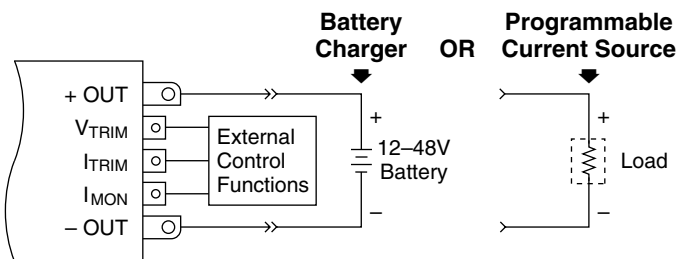 Battery Charger
OR
Programmable Current Source
+ OUT
VTRIM
ITRIM
IMON
– OUT
External
Control
Functions
+
12–48V
Battery
–
+
Load
–